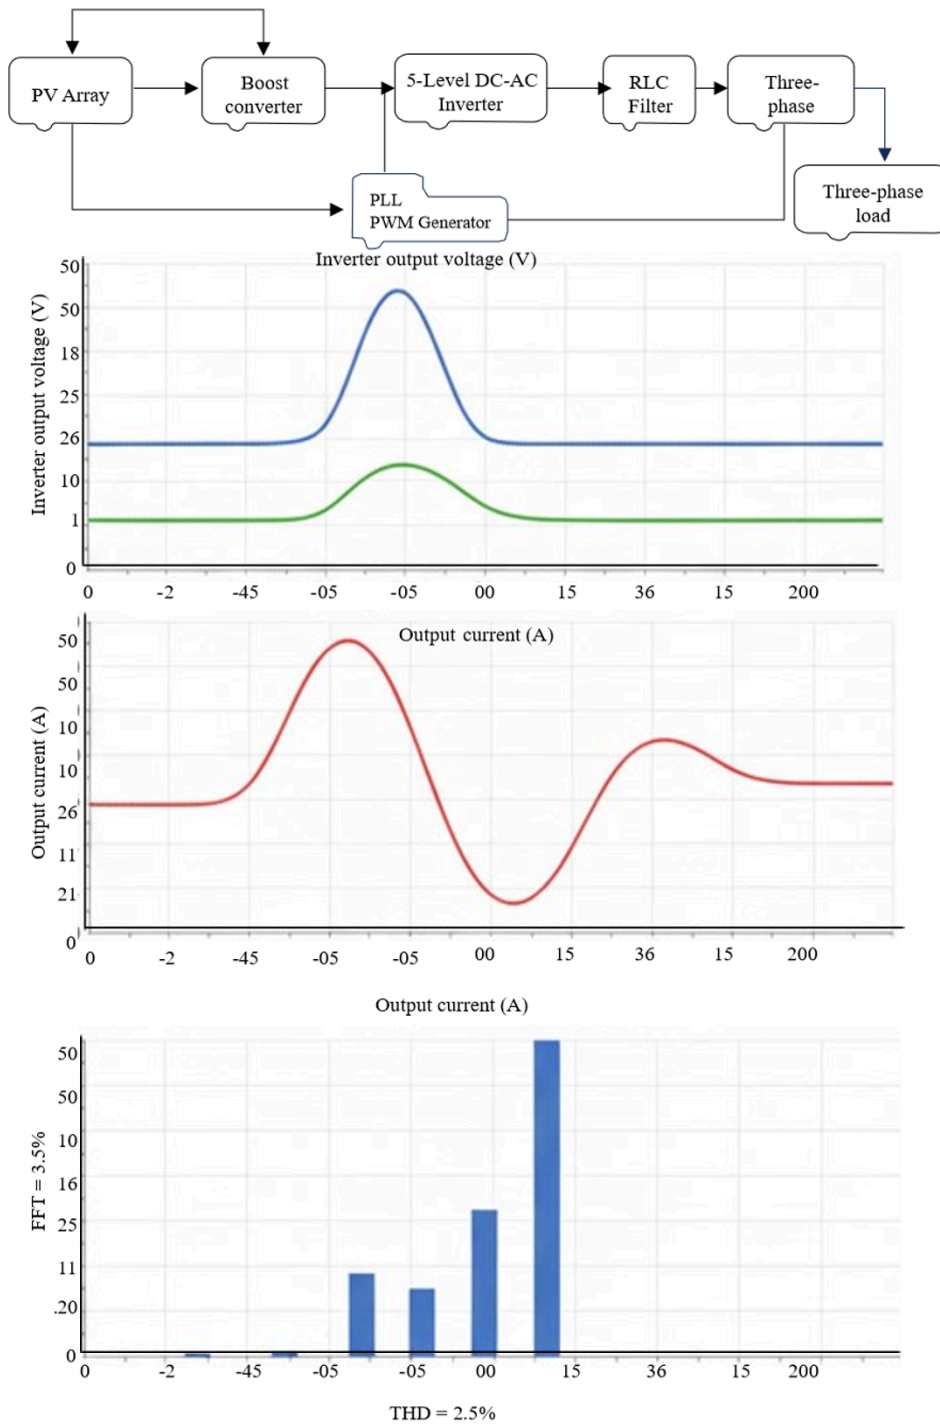 PV Array
Boost
converter
5-Level DC-AC
Inverter
RLC
Filter
Three-
phase
Three-phase
load
PLL
PWM Generator
Inverter output voltage (V)
Inverter output voltage (V)
50
50
18
25
26
10
1
0
0 -2 -45 -05 -05 00 15 36 15 200
Output current (A)
Output current (A)
50
50
10
10
26
11
21
0
0 -2 -45 -05 -05 00 15 36 15 200
Output current (A)
FFT = 3.5%
50
50
10
16
25
11
.20
0
0 -2 -45 -05 -05 00 15 36 15 200
THD = 2.5%